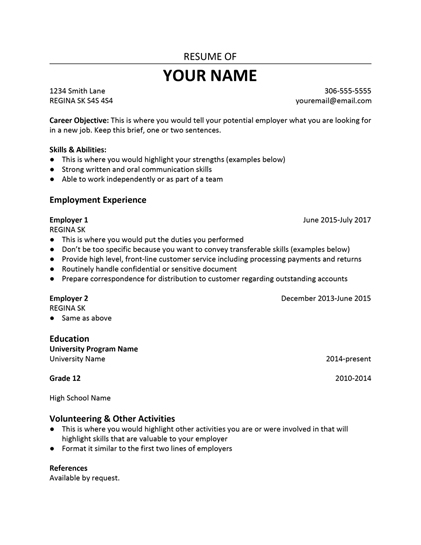 RESUME OF
YOUR NAME
1234 Smith Lane 306-555-5555
REGINA SK S4S 4S4 youremail@email.com
Career Objective: This is where you would tell your potential employer what you are looking for
in a new job. Keep this brief, one or two sentences.
Skills & Abilities:
● This is where you would highlight your strengths (examples below)
● Strong written and oral communication skills
● Able to work independently or as part of a team
Employment Experience
Employer 1 June 2015-July 2017
REGINA SK
● This is where you would put the duties you performed
● Don't be too specific because you want to convey transferable skills (examples below)
● Provide high level, front-line customer service including processing payments and returns
● Routinely handle confidential or sensitive document
● Prepare correspondence for distribution to customer regarding outstanding accounts
Employer 2 December 2013-June 2015
REGINA SK
● Same as above
Education
University Program Name
University Name 2014-present
Grade 12 2010-2014
High School Name
Volunteering & Other Activities
● This is where you would highlight other activities you are or were involved in that will
highlight skills that are valuable to your employer
● Format it similar to the first two lines of employers
References
Available by request.